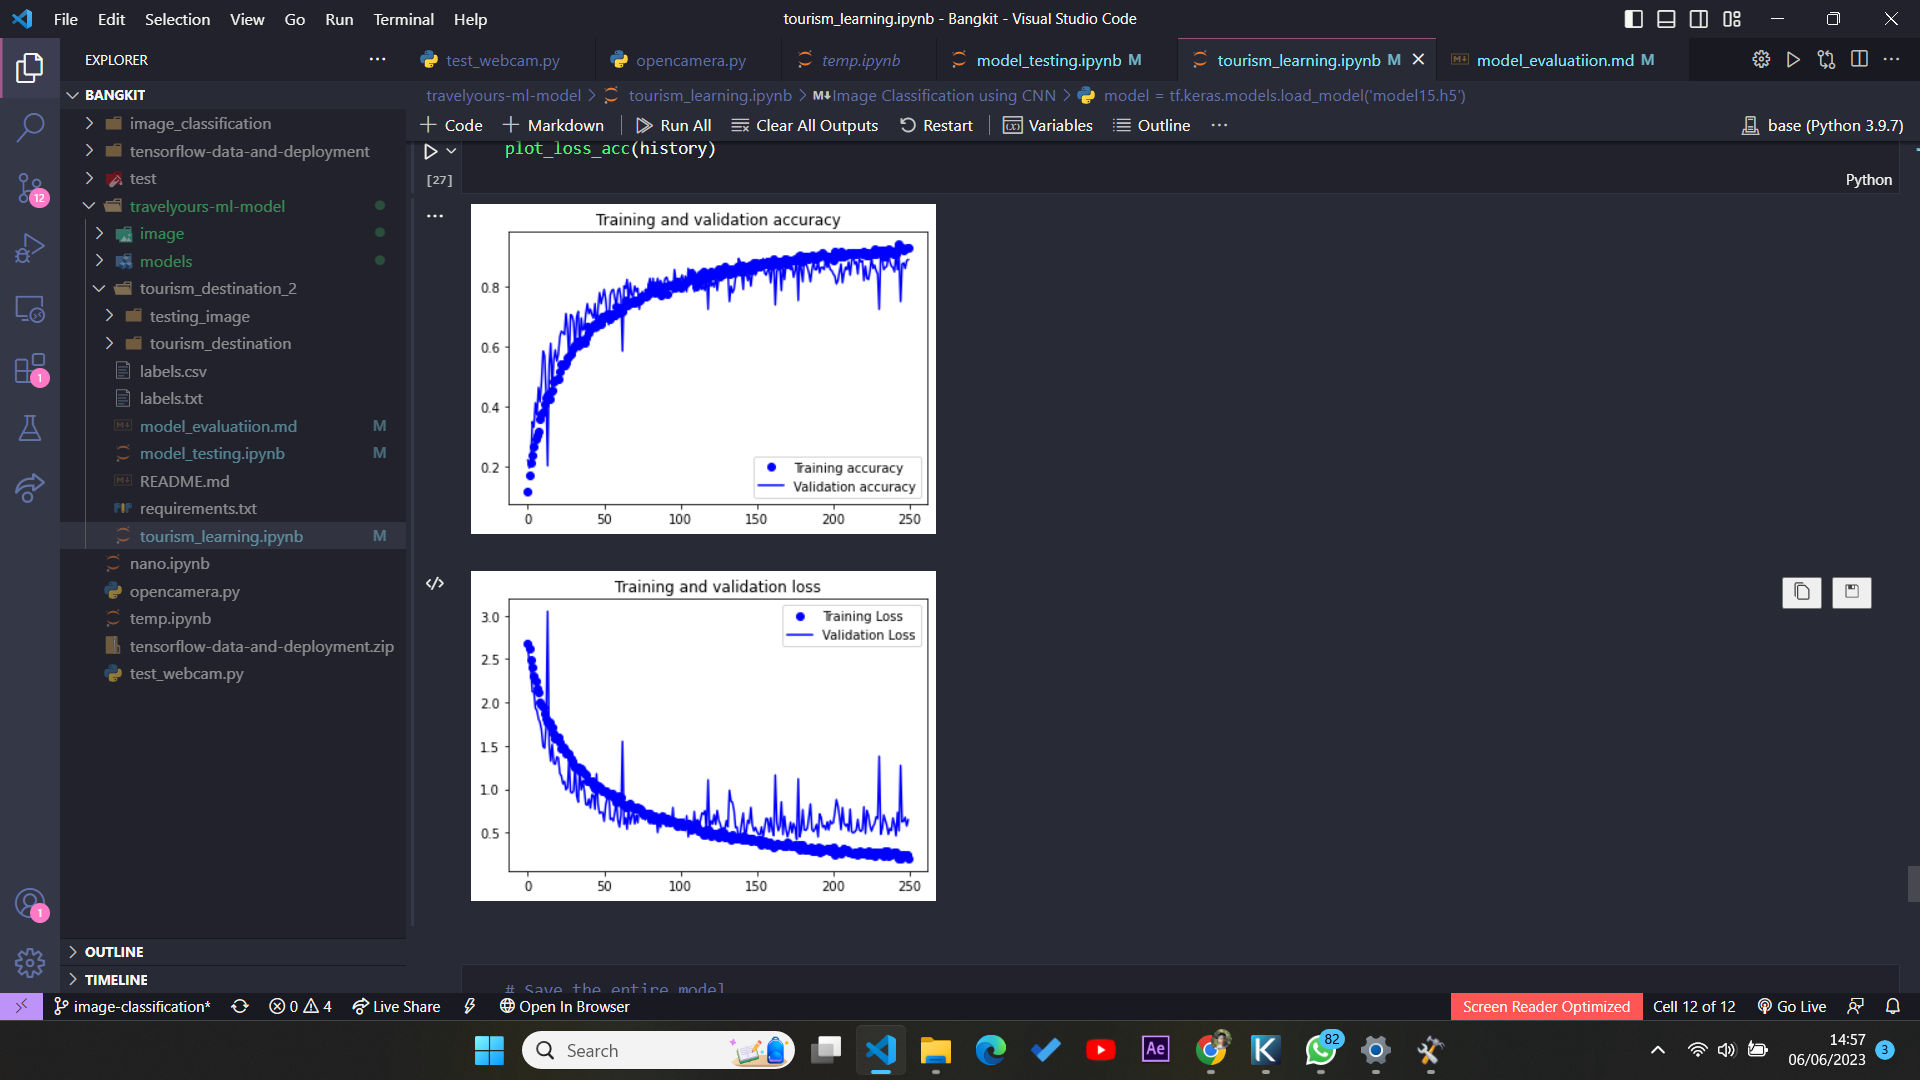 File Edit Selection View Go Run Terminal Help
tourism_learning.ipynb - Bangkit - Visual Studio Code
EXPLORER
test_webcam.py
opencamera.py
temp.ipynb
model_testing.ipynb M
tourism_learning.ipynb M
model_evaluatiion.md M
BANGKIT
travelyours-ml-model > tourism_learning.ipynb > M↓Image Classification using CNN > model = tf.keras.models.load_model('model15.h5')
Code Markdown Run All Clear All Outputs Restart Variables Outline
base (Python 3.9.7)
image_classification
tensorflow-data-and-deployment
test
travelyours-ml-model
image
models
tourism_destination_2
testing_image
tourism_destination
labels.csv
labels.txt
model_evaluatiion.md M
model_testing.ipynb M
README.md
requirements.txt
tourism_learning.ipynb M
nano.ipynb
opencamera.py
temp.ipynb
tensorflow-data-and-deployment.zip
test_webcam.py
12
1
1
OUTLINE
TIMELINE
plot_loss_acc(history)
[27]
Python
Training and validation accuracy
0.8
0.6
0.4
0.2
Training accuracy
Validation accuracy
0 50 100 150 200 250
Training and validation loss
3.0
2.5
2.0
1.5
1.0
0.5
Training Loss
Validation Loss
0 50 100 150 200 250
# Save the entire model
image-classification* 0 4 Live Share Open In Browser
Screen Reader Optimized Cell 12 of 12 Go Live
Search
Ae
K
82
14:57
06/06/2023
3